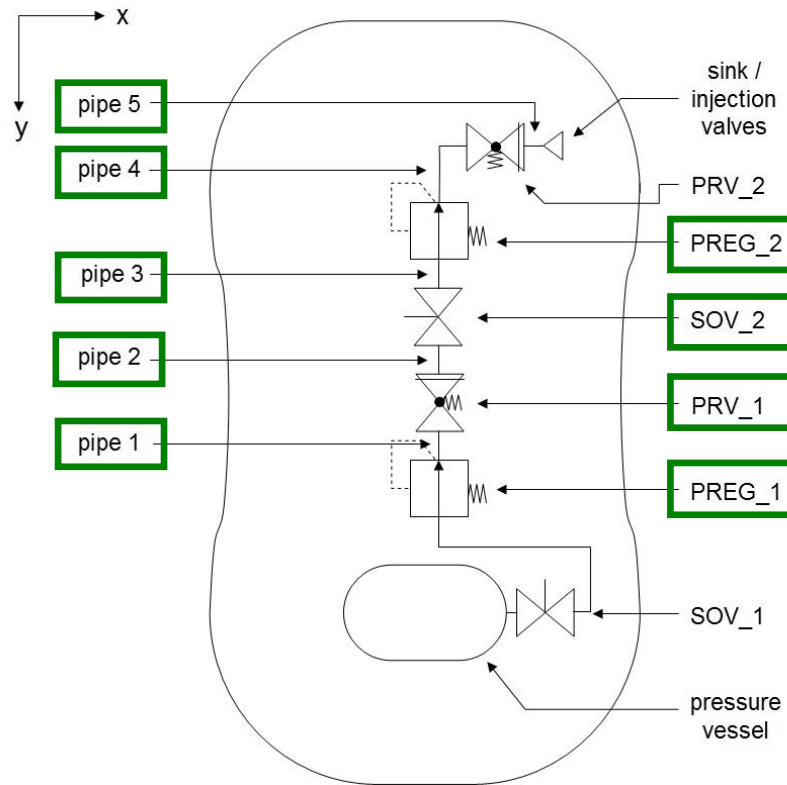 x
y
pipe 5
pipe 4
pipe 3
pipe 2
pipe 1
sink /
injection
valves
PRV_2
PREG_2
SOV_2
PRV_1
PREG_1
SOV_1
pressure
vessel